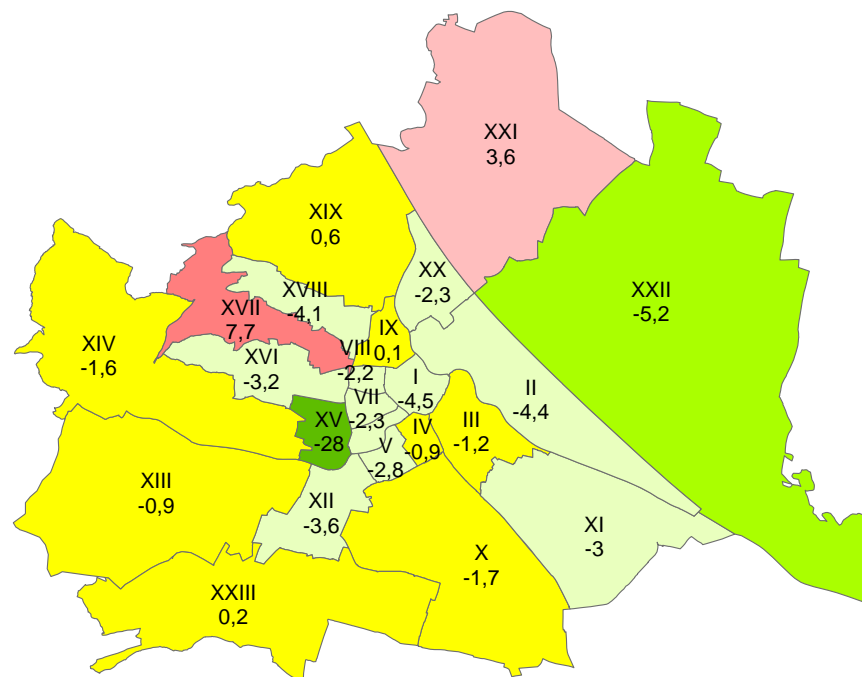 XXI
3,6
XIX
0,6
XX
-2,3
XXII
-5,2
XVIII
-4,1
XVII
7,7
IX
0,1
XIV
-1,6
XVI
-3,2
VIII
-2,2
I
-4,5
II
-4,4
VII
-2,3
XV
-28
IV
-0,9
III
-1,2
V
-2,8
XIII
-0,9
XII
-3,6
XI
-3
X
-1,7
XXIII
0,2